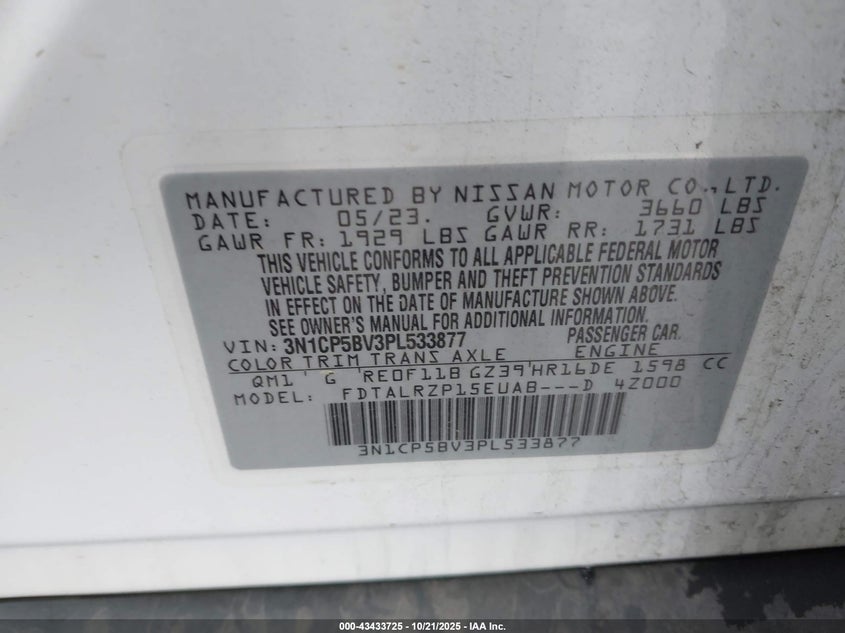 MANUFACTURED BY NISSAN MOTOR CO., LTD.
DATE: 05/23. GVWR: 3660 LBS
GAWR FR: 1929 LBS GAWR RR: 1731 LBS
THIS VEHICLE CONFORMS TO ALL APPLICABLE FEDERAL MOTOR
VEHICLE SAFETY, BUMPER AND THEFT PREVENTION STANDARDS
IN EFFECT ON THE DATE OF MANUFACTURE SHOWN ABOVE.
SEE OWNER'S MANUAL FOR ADDITIONAL INFORMATION.
VIN: 3N1CP5BV3PL533877 PASSENGER CAR.
COLOR TRIM TRANS AXLE ENGINE
QM1 G RE0F11B GZ39 HR16DE 1598 CC
MODEL: FDTALRZP15EUAB---D 4Z000
3N1CP5BV3PL533877
000-43433725 - 10/21/2025 - IAA Inc.